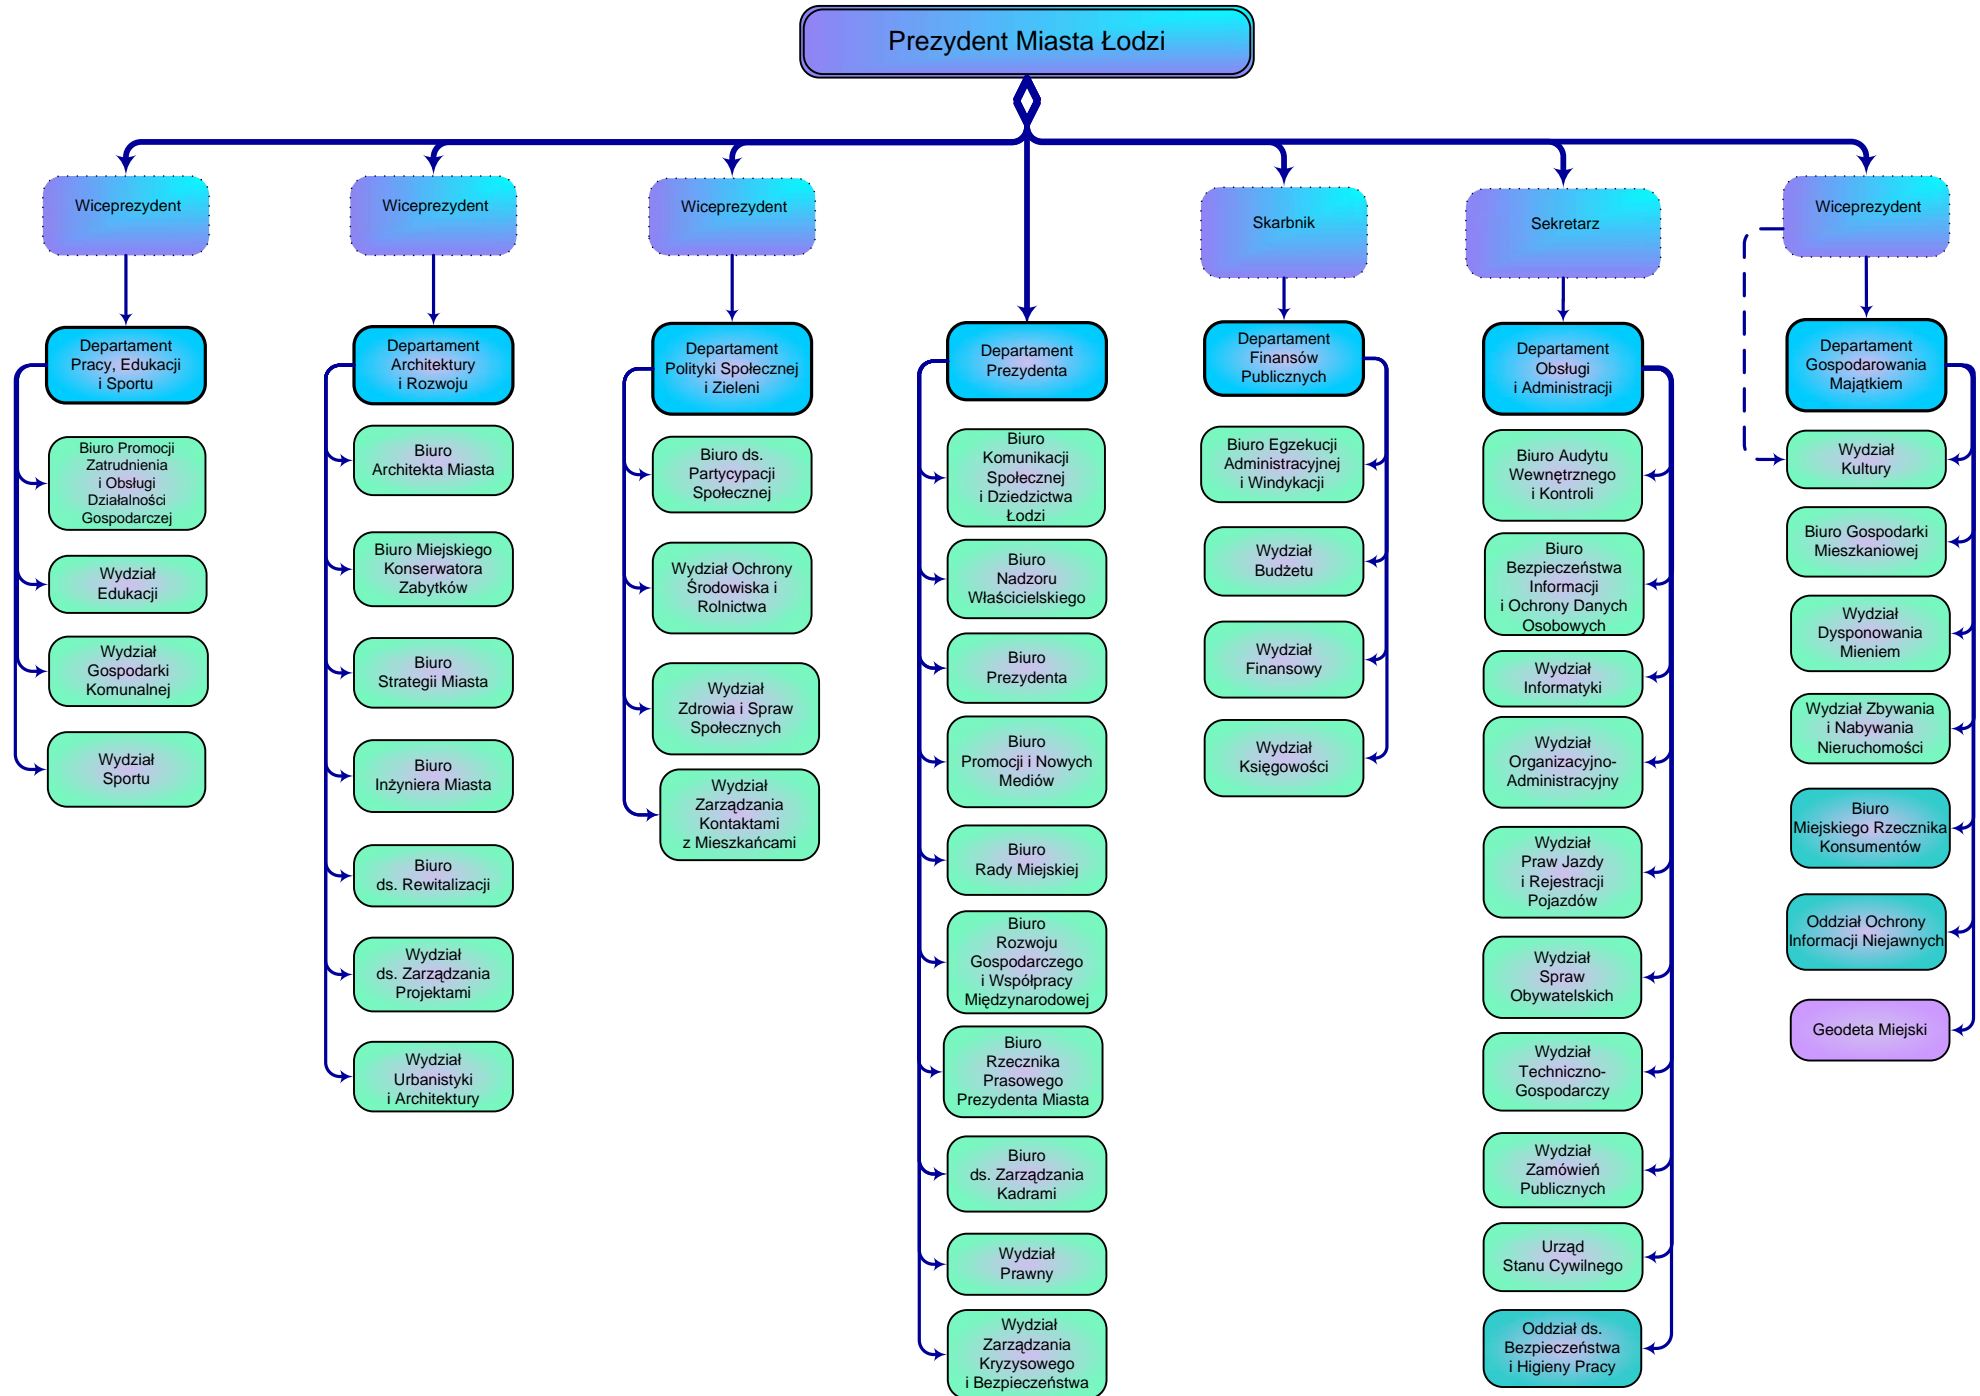 Prezydent Miasta Łodzi
Wiceprezydent
Wiceprezydent
Wiceprezydent
Skarbnik
Sekretarz
Wiceprezydent
Departament
Pracy, Edukacji
i Sportu
Biuro Promocji
Zatrudnienia
i Obsługi
Działalności
Gospodarczej
Wydział
Edukacji
Wydział
Gospodarki
Komunalnej
Wydział
Sportu
Departament
Architektury
i Rozwoju
Biuro
Architekta Miasta
Biuro Miejskiego
Konserwatora
Zabytków
Biuro
Strategii Miasta
Biuro
Inżyniera Miasta
Biuro
ds. Rewitalizacji
Wydział
ds. Zarządzania
Projektami
Wydział
Urbanistyki
i Architektury
Departament
Polityki Społecznej
i Zieleni
Biuro ds.
Partycypacji
Społecznej
Wydział Ochrony
Środowiska i
Rolnictwa
Wydział
Zdrowia i Spraw
Społecznych
Wydział
Zarządzania
Kontaktami
z Mieszkańcami
Departament
Prezydenta
Biuro
Komunikacji
Społecznej
i Dziedzictwa
Łodzi
Biuro
Nadzoru
Właścicielskiego
Biuro
Prezydenta
Biuro
Promocji i Nowych
Mediów
Biuro
Rady Miejskiej
Biuro
Rozwoju
Gospodarczego
i Współpracy
Międzynarodowej
Biuro
Rzecznika
Prasowego
Prezydenta Miasta
Biuro
ds. Zarządzania
Kadrami
Wydział
Prawny
Wydział
Zarządzania
Kryzysowego
i Bezpieczeństwa
Departament
Finansów
Publicznych
Biuro Egzekucji
Administracyjnej
i Windykacji
Wydział
Budżetu
Wydział
Finansowy
Wydział
Księgowości
Departament
Obsługi
i Administracji
Biuro Audytu
Wewnętrznego
i Kontroli
Biuro
Bezpieczeństwa
Informacji
i Ochrony Danych
Osobowych
Wydział
Informatyki
Wydział
Organizacyjno-
Administracyjny
Wydział
Praw Jazdy
i Rejestracji
Pojazdów
Wydział
Spraw
Obywatelskich
Wydział
Techniczno-
Gospodarczy
Wydział
Zamówień
Publicznych
Urząd
Stanu Cywilnego
Oddział ds.
Bezpieczeństwa
i Higieny Pracy
Departament
Gospodarowania
Majątkiem
Wydział
Kultury
Biuro Gospodarki
Mieszkaniowej
Wydział
Dysponowania
Mieniem
Wydział Zbywania
i Nabywania
Nieruchomości
Biuro
Miejskiego Rzecznika
Konsumentów
Oddział Ochrony
Informacji Niejawnych
Geodeta Miejski